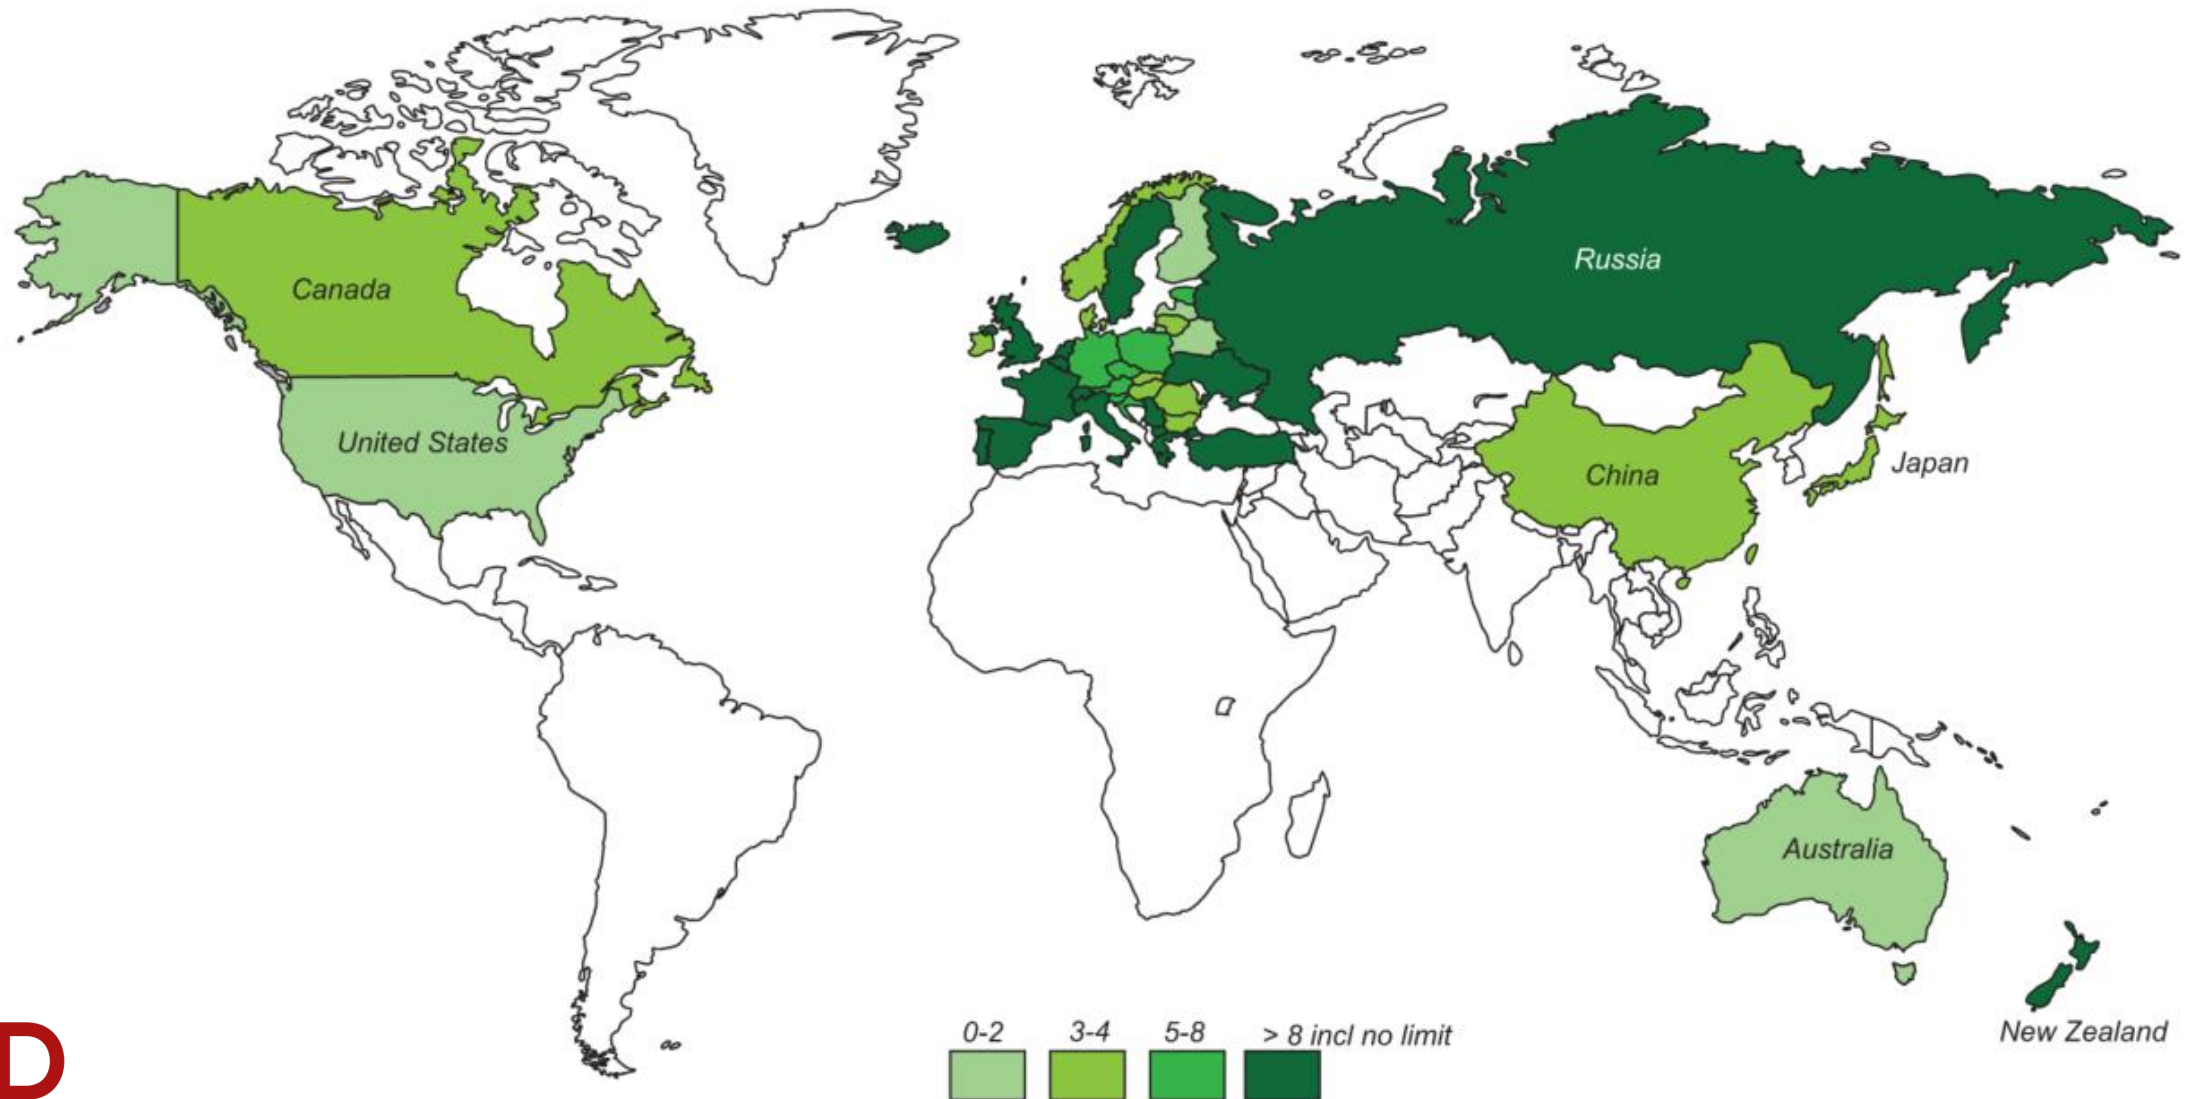 Russia
Canada
United States
China
Japan
Australia
New Zealand
0-2
3-4
5-8
> 8 incl no limit
D